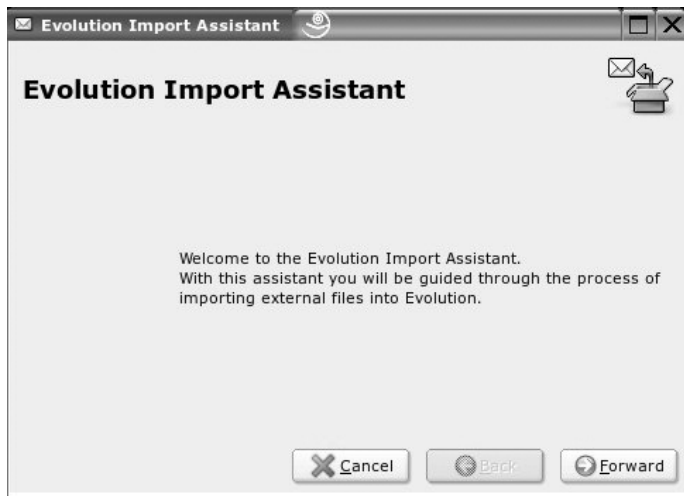 Evolution Import Assistant
Evolution Import Assistant
Welcome to the Evolution Import Assistant.
With this assistant you will be guided through the process of
importing external files into Evolution.
Cancel Back Forward